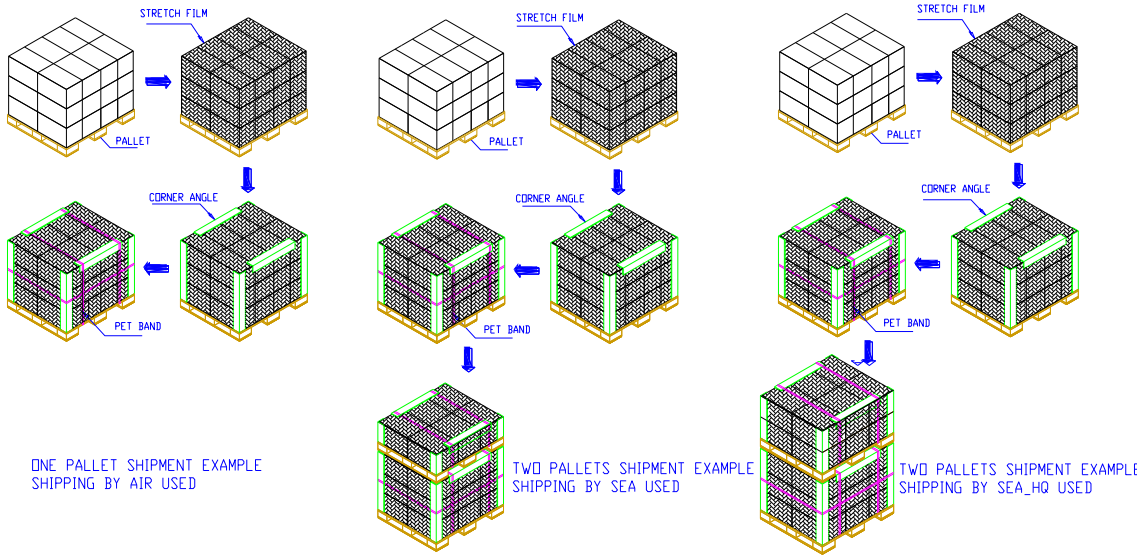 STRETCH FILM
PALLET
CORNER ANGLE
PET BAND
ONE PALLET SHIPMENT EXAMPLE
SHIPPING BY AIR USED
STRETCH FILM
PALLET
CORNER ANGLE
PET BAND
TWO PALLETS SHIPMENT EXAMPLE
SHIPPING BY SEA USED
STRETCH FILM
PALLET
CORNER ANGLE
PET BAND
TWO PALLETS SHIPMENT EXAMPLE
SHIPPING BY SEA_HQ USED